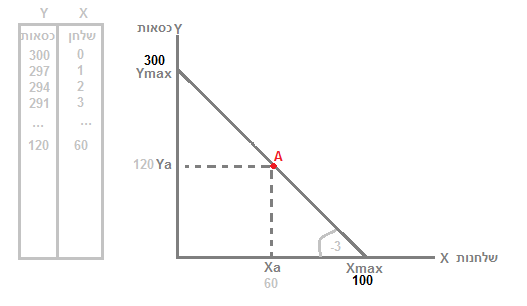 Y X
כסאות שלחן
300 0
297 1
294 2
291 3
... ...
120 60
כסאות Y
300
Ymax
A
120 Ya
-3
Xa
60
Xmax
100
X שלחנות